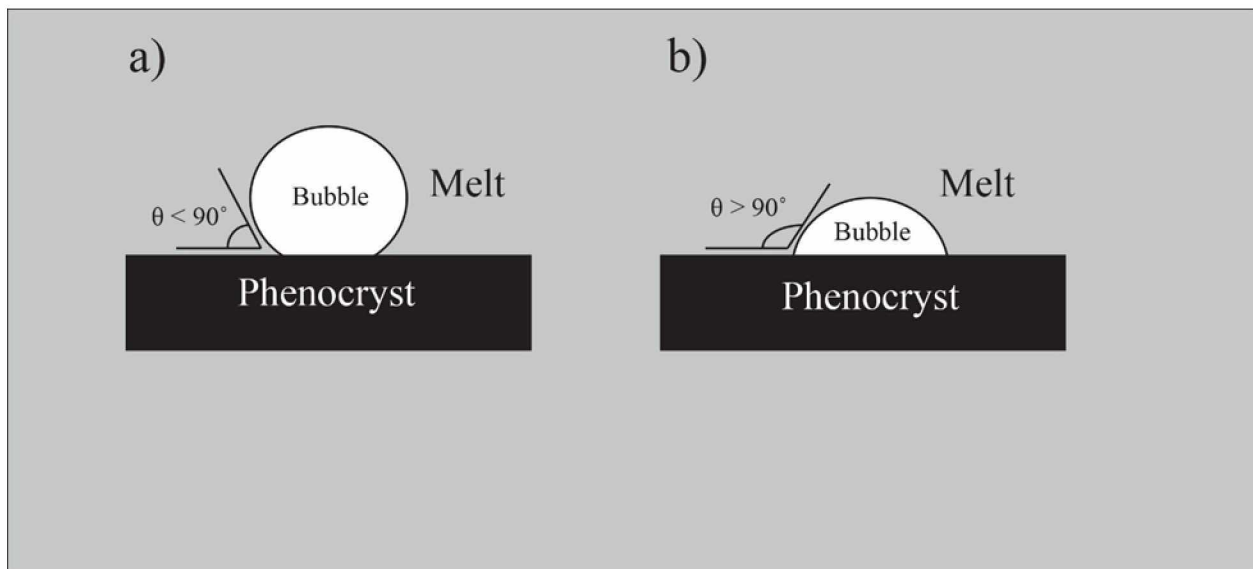 a)
Bubble
Melt
θ < 90˚
Phenocryst
b)
Melt
θ > 90˚
Bubble
Phenocryst